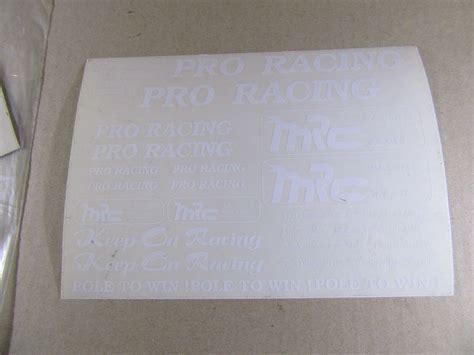 PRO RACING
PRO RACING
PRO RACING
PRO RACING
PRO RACING PRO RACING
PRO RACING PRO RACING
MRC
MRC
MRC MRC
Keep On Racing
Keep On Racing
POLE TO WIN ! POLE TO WIN ! POLE TO WIN !